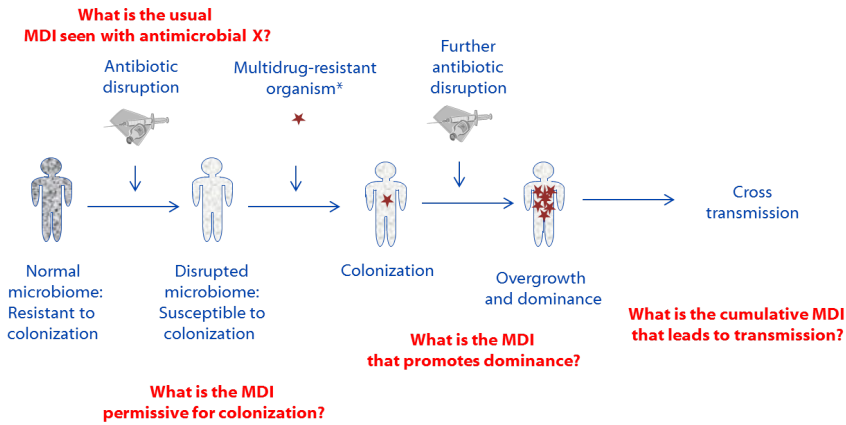 What is the usual
MDI seen with antimicrobial X?
Antibiotic
disruption
Multidrug-resistant
organism*
Further
antibiotic
disruption
Normal
microbiome:
Resistant to
colonization
Disrupted
microbiome:
Susceptible to
colonization
Colonization
Overgrowth
and dominance
Cross
transmission
What is the MDI
permissive for colonization?
What is the MDI
that promotes dominance?
What is the cumulative MDI
that leads to transmission?